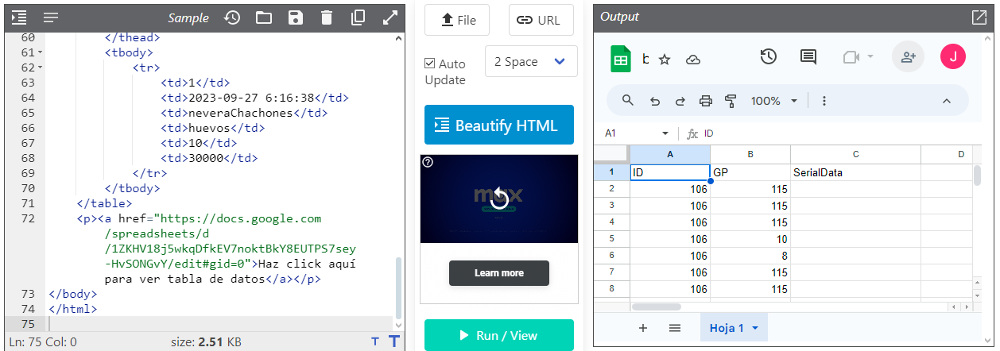 Sample
60 </thead>
61 <tbody>
62 <tr>
63 <td>1</td>
64 <td>2023-09-27 6:16:38</td>
65 <td>neveraChachones</td>
66 <td>huevos</td>
67 <td>10</td>
68 <td>30000</td>
69 </tr>
70 </tbody>
71 </table>
72 <p><a href="https://docs.google.com
/spreadsheets/d
/1ZKHV18j5wkqDfkEV7noktBkY8EUTPS7sey
-HvSONGvY/edit#gid=0">Haz click aquí
para ver tabla de datos</a></p>
73 </body>
74 </html>
75
Ln: 75 Col: 0 size: 2.51 KB T T
File URL
Auto Update
2 Space
Beautify HTML
max
Learn more
Run / View
Output
b
J
100%
A1 fx ID
A B C D
1 ID GP SerialData
2 106 115
3 106 115
4 106 115
5 106 10
6 106 8
7 106 115
8 106 115
+ Hoja 1